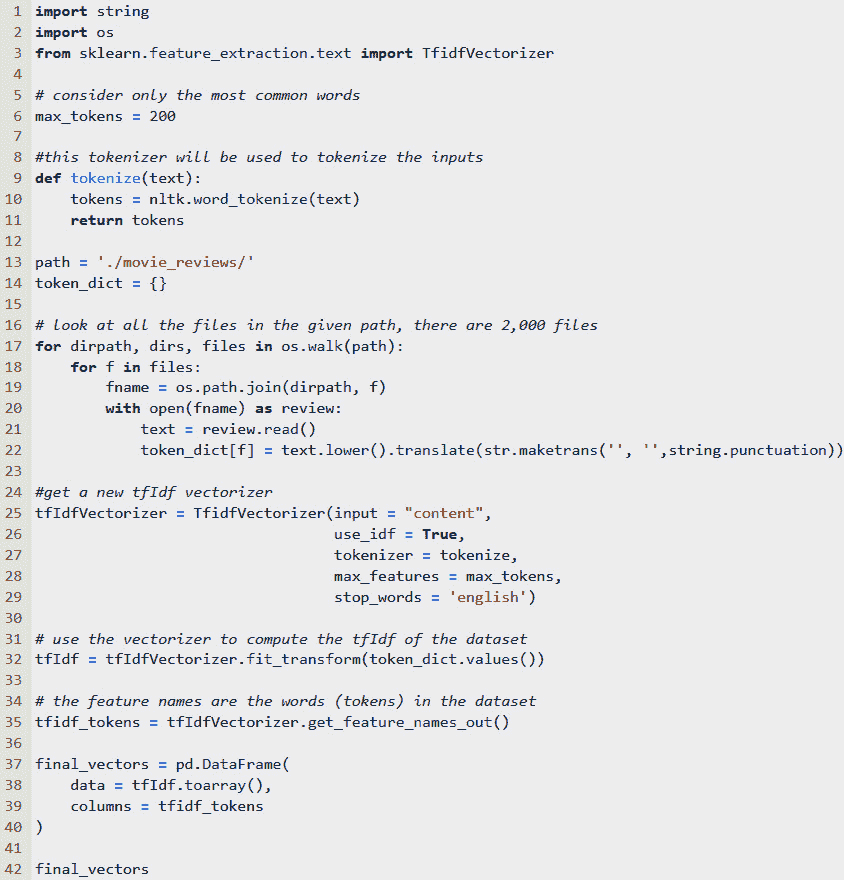 1 import string
2 import os
3 from sklearn.feature_extraction.text import TfidfVectorizer
4
5 # consider only the most common words
6 max_tokens = 200
7
8 #this tokenizer will be used to tokenize the inputs
9 def tokenize(text):
10     tokens = nltk.word_tokenize(text)
11     return tokens
12
13 path = './movie_reviews/'
14 token_dict = {}
15
16 # look at all the files in the given path, there are 2,000 files
17 for dirpath, dirs, files in os.walk(path):
18     for f in files:
19         fname = os.path.join(dirpath, f)
20         with open(fname) as review:
21             text = review.read()
22             token_dict[f] = text.lower().translate(str.maketrans('', '',string.punctuation))
23
24 #get a new tfIdf vectorizer
25 tfIdfVectorizer = TfidfVectorizer(input = "content",
26                                   use_idf = True,
27                                   tokenizer = tokenize,
28                                   max_features = max_tokens,
29                                   stop_words = 'english')
30
31 # use the vectorizer to compute the tfIdf of the dataset
32 tfIdf = tfIdfVectorizer.fit_transform(token_dict.values())
33
34 # the feature names are the words (tokens) in the dataset
35 tfidf_tokens = tfIdfVectorizer.get_feature_names_out()
36
37 final_vectors = pd.DataFrame(
38     data = tfIdf.toarray(),
39     columns = tfidf_tokens
40 )
41
42 final_vectors